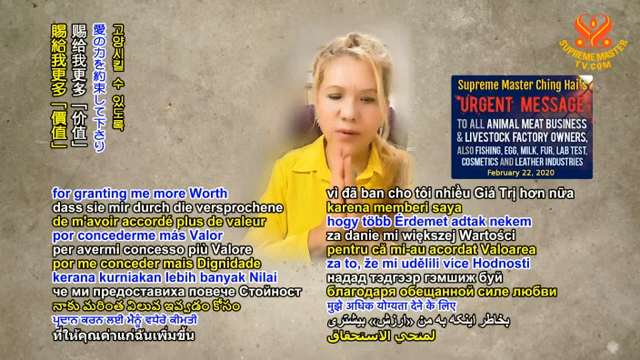 고양시킬 수 있도록
愛の力を約束して下さり
赐给我更多「价值」
賜給我更多「價值」
SUPREME MASTER
TV.COM
Supreme Master Ching Hai's
"URGENT MESSAGE"
TO ALL ANIMAL MEAT BUSINESS
& LIVESTOCK FACTORY OWNERS,
ALSO FISHING, EGG, MILK, FUR, LAB TEST,
COSMETICS AND LEATHER INDUSTRIES
February 22, 2020
for granting me more Worth
dass sie mir durch die versprochene
de m'avoir accordé plus de valeur
por concederme más Valor
per avermi concesso più Valore
por me conceder mais Dignidade
kerana kurniakan lebih banyak Nilai
че ми предоставиха повече Стойност
నాకు మరింత విలువ ఇవ్వడం కోసం
ਪ੍ਰਦਾਨ ਕਰਨ ਲਈ ਮੈਨੂੰ ਵਧੇਰੇ ਕੀਮਤੀ
ที่ให้คุณค่าแก่ฉันเพิ่มขึ้น
vì đã ban cho tôi nhiều Giá Trị hơn nữa
karena memberi saya
hogy több Érdemet adtak nekem
za danie mi większej Wartości
pentru că mi-au acordat Valoarea
za to, že mi udělili více Hodnosti
надад тэдгээр гэмшиж буй
благодаря обещанной силе любви
मुझे अधिक योग्यता देने के लिए
بخاطر اینکه به من «ارزش» بیشتری
لمنحي الاستحقاق